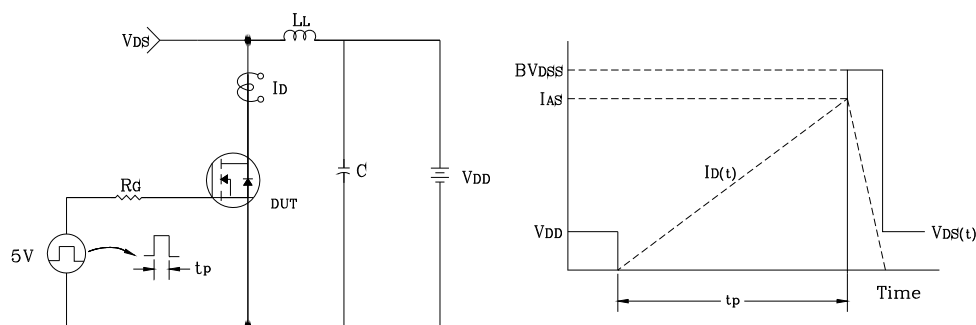 LL
VDS
ID
RG
DUT
C
VDD
5V
tp
BVDSS
IAS
ID(t)
VDD
VDS(t)
tp
Time